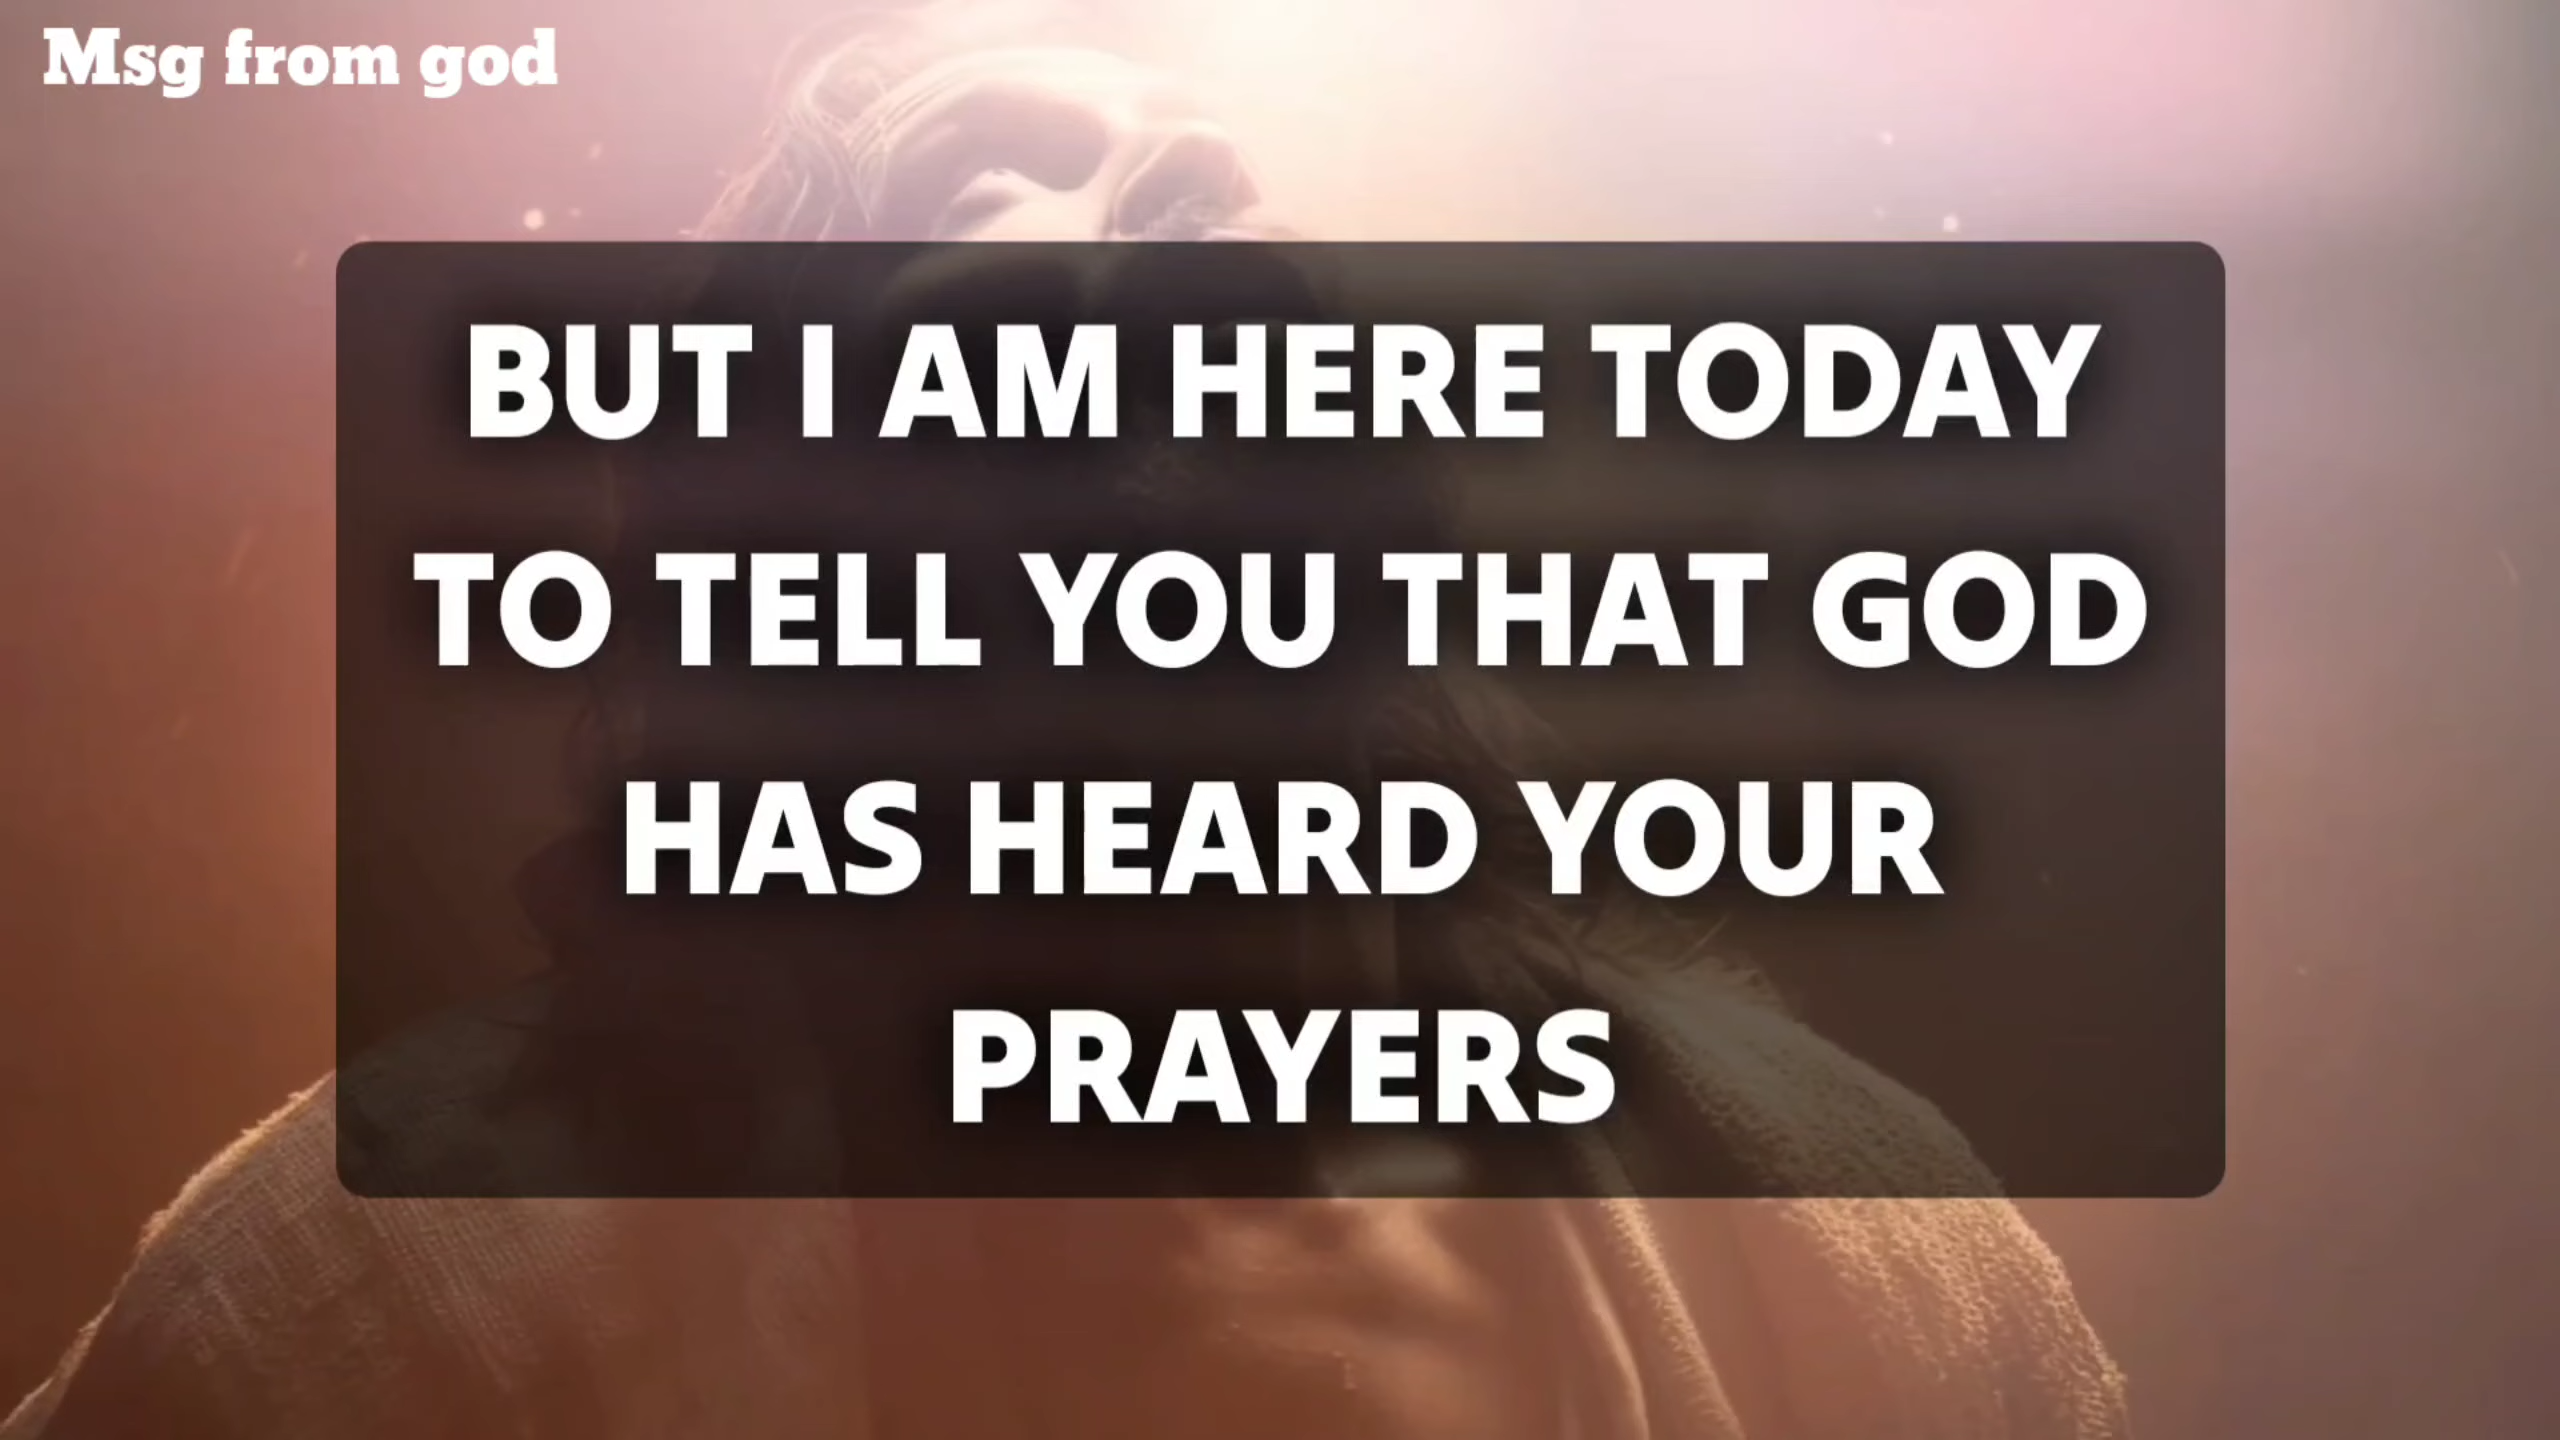 Msg from god
BUT I AM HERE TODAY
TO TELL YOU THAT GOD
HAS HEARD YOUR
PRAYERS